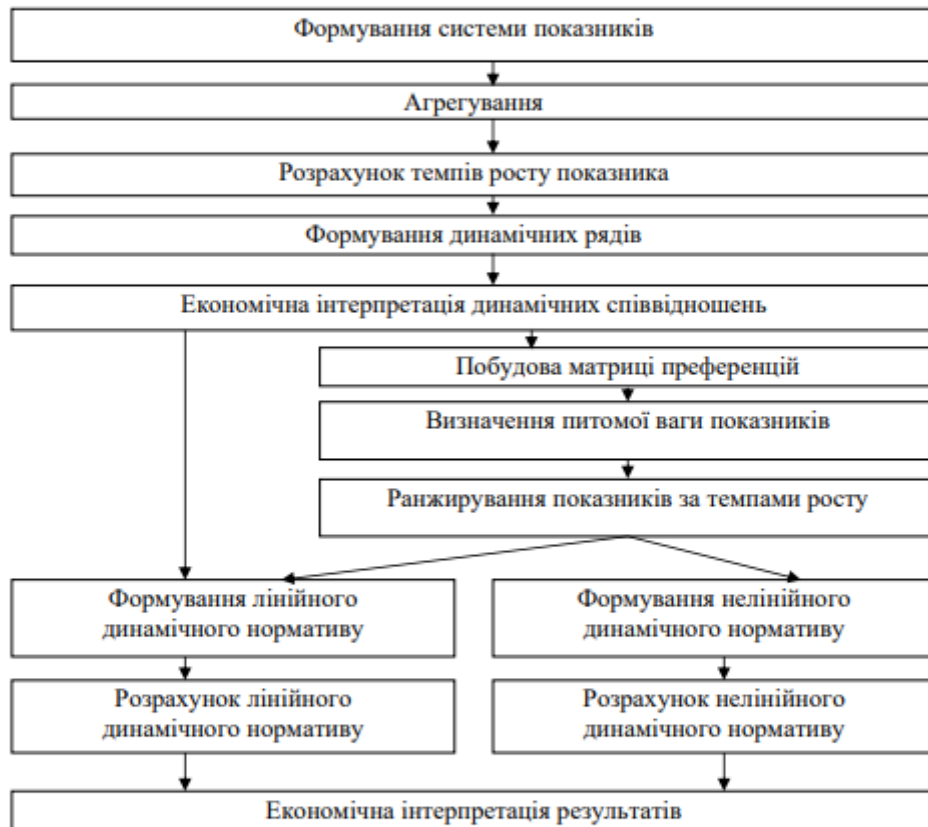 Формування системи показників
Агрегування
Розрахунок темпів росту показника
Формування динамічних рядів
Економічна інтерпретація динамічних співвідношень
Побудова матриці преференцій
Визначення питомої ваги показників
Ранжирування показників за темпами росту
Формування лінійного
динамічного нормативу
Формування нелінійного
динамічного нормативу
Розрахунок лінійного
динамічного нормативу
Розрахунок нелінійного
динамічного нормативу
Економічна інтерпретація результатів